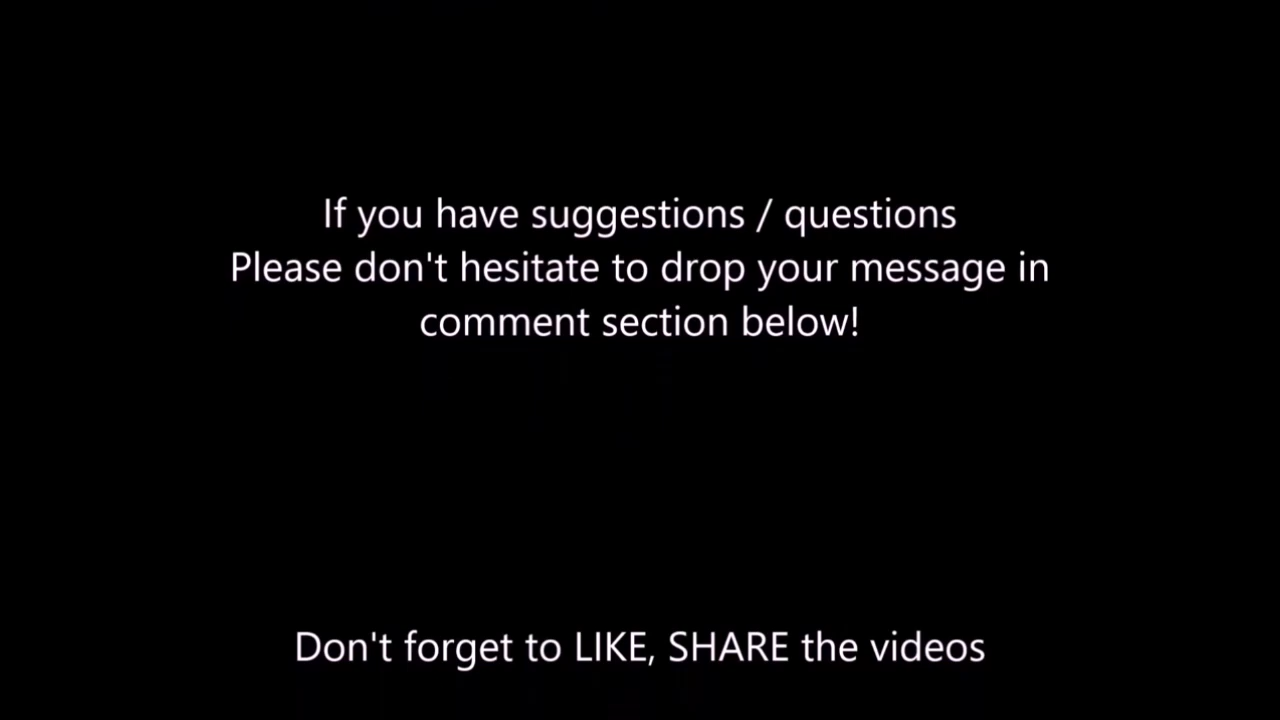 If you have suggestions / questions
Please don't hesitate to drop your message in
comment section below!
Don't forget to LIKE, SHARE the videos